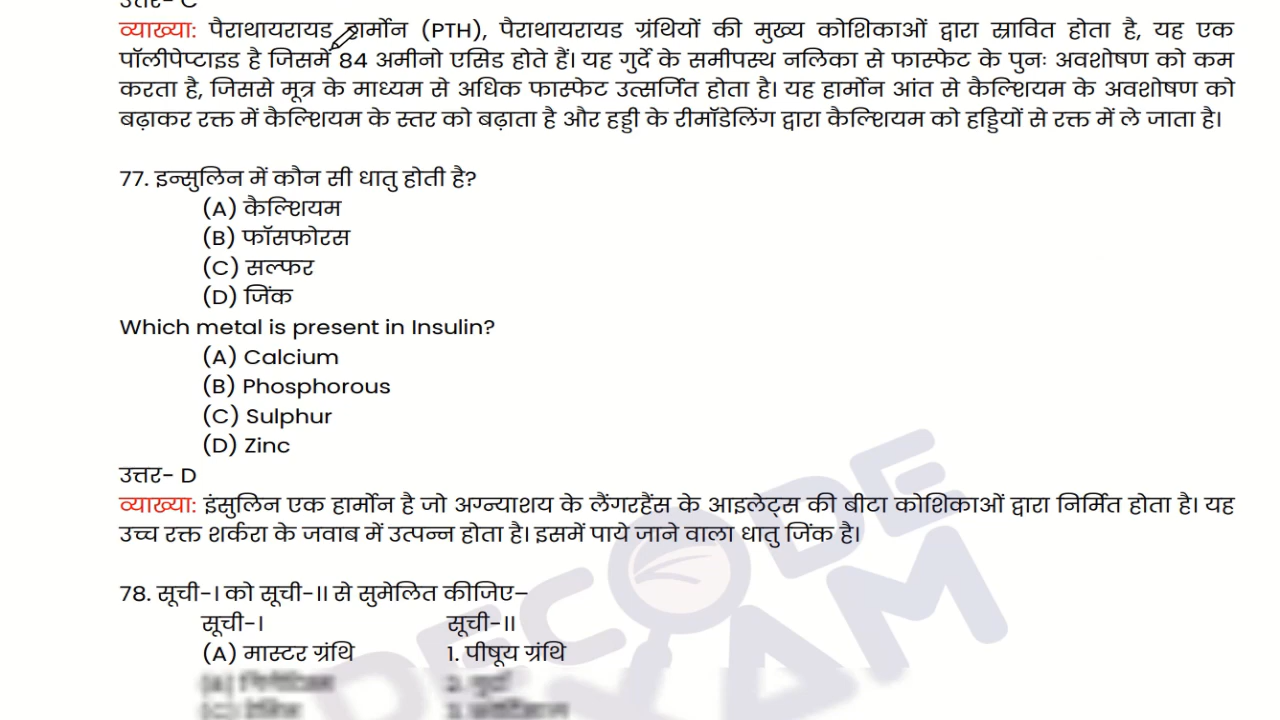 उत्तर- C
व्याख्या: पैराथायरायड हार्मोन (PTH), पैराथायरायड ग्रंथियों की मुख्य कोशिकाओं द्वारा स्रावित होता है, यह एक
पॉलीपेप्टाइड है जिसमें 84 अमीनो एसिड होते हैं। यह गुर्दे के समीपस्थ नलिका से फास्फेट के पुनः अवशोषण को कम
करता है, जिससे मूत्र के माध्यम से अधिक फास्फेट उत्सर्जित होता है। यह हार्मोन आंत से कैल्शियम के अवशोषण को
बढ़ाकर रक्त में कैल्शियम के स्तर को बढ़ाता है और हड्डी के रीमॉडेलिंग द्वारा कैल्शियम को हड्डियों से रक्त में ले जाता है।
77. इन्सुलिन में कौन सी धातु होती है?
(A) कैल्शियम
(B) फॉसफोरस
(C) सल्फर
(D) जिंक
Which metal is present in Insulin?
(A) Calcium
(B) Phosphorous
(C) Sulphur
(D) Zinc
उत्तर- D
व्याख्या: इंसुलिन एक हार्मोन है जो अग्न्याशय के लैंगरहैंस के आइलेट्स की बीटा कोशिकाओं द्वारा निर्मित होता है। यह
उच्च रक्त शर्करा के जवाब में उत्पन्न होता है। इसमें पाये जाने वाला धातु जिंक है।
78. सूची-I को सूची-II से सुमेलित कीजिए–
सूची-I सूची-II
(A) मास्टर ग्रंथि 1. पीषूय ग्रंथि
DECODE
EXAM